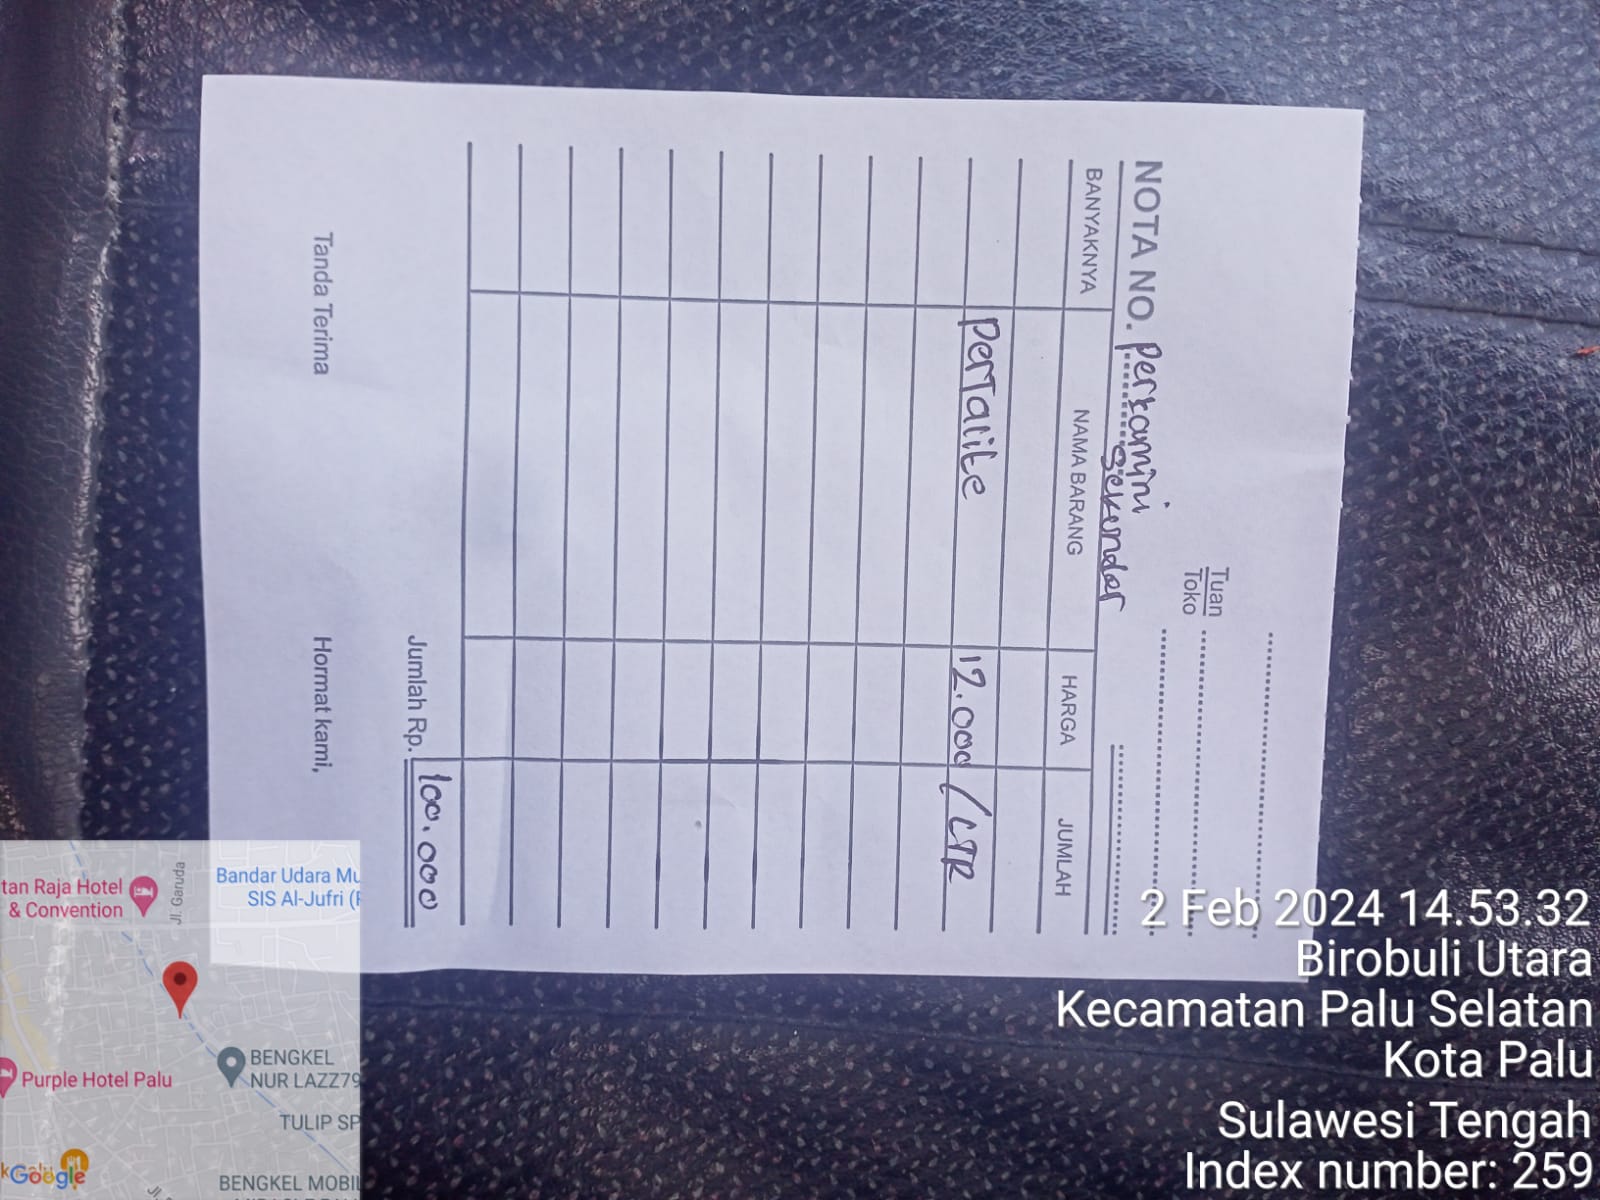 Tuan
Toko
NOTA NO. Pertamini
Sekunder
BANYAKNYA NAMA BARANG HARGA JUMLAH
Pertalite 12.000 / LTR
Jumlah Rp. 100.000
Tanda Terima Hormat kami,
2 Feb 2024 14.53.32
Birobuli Utara
Kecamatan Palu Selatan
Kota Palu
Sulawesi Tengah
Index number: 259
tan Raja Hotel
& Convention
Jl. Garuda
Bandar Udara Mu
SIS Al-Jufri (P
BENGKEL
NUR LAZZ79
Purple Hotel Palu
TULIP SP
Google
BENGKEL MOBIL